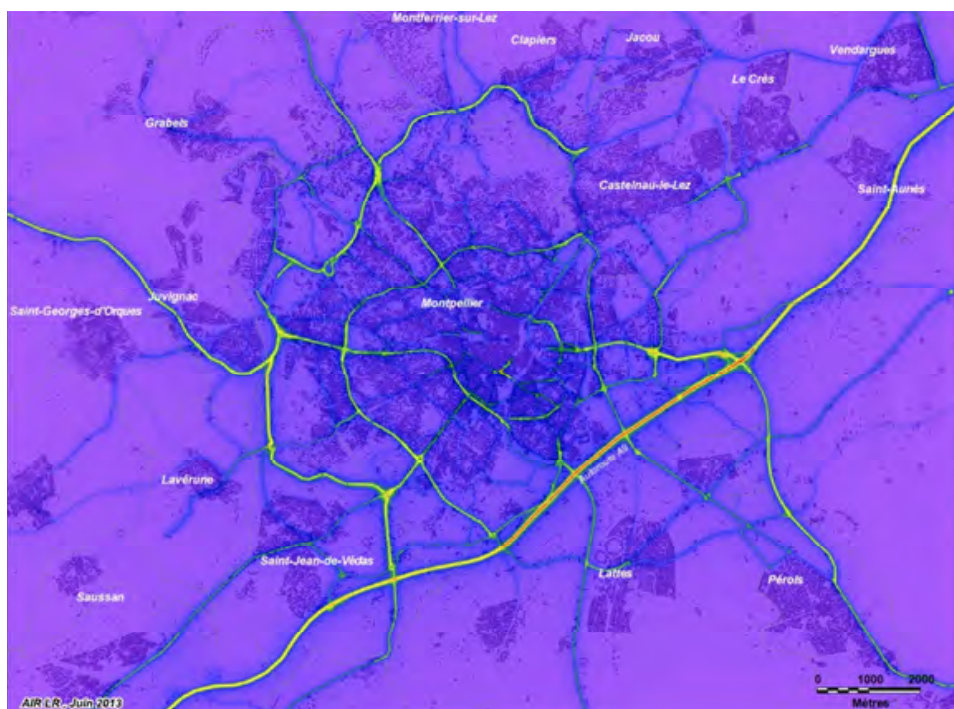 Montferrier-sur-Lez
Clapiers
Jacou
Vendargues
Le Crès
Grabels
Castelnau-le-Lez
Saint-Aunès
Juvignac
Montpellier
Saint-Georges-d'Orques
Autoroute A9
Lavérune
Saint-Jean-de-Védas
Lattes
Pérols
Saussan
0 1000 2000
Mètres
AIR LR, Juin 2013